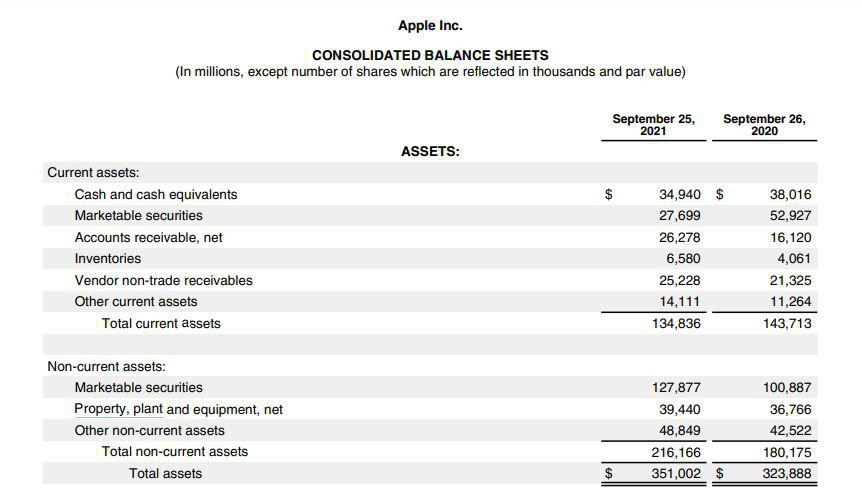 Apple Inc.
CONSOLIDATED BALANCE SHEETS
(In millions, except number of shares which are reflected in thousands and par value)
September 25, 2021 September 26, 2020
ASSETS:
Current assets:
Cash and cash equivalents $ 34,940 $ 38,016
Marketable securities 27,699 52,927
Accounts receivable, net 26,278 16,120
Inventories 6,580 4,061
Vendor non-trade receivables 25,228 21,325
Other current assets 14,111 11,264
Total current assets 134,836 143,713
Non-current assets:
Marketable securities 127,877 100,887
Property, plant and equipment, net 39,440 36,766
Other non-current assets 48,849 42,522
Total non-current assets 216,166 180,175
Total assets $ 351,002 $ 323,888